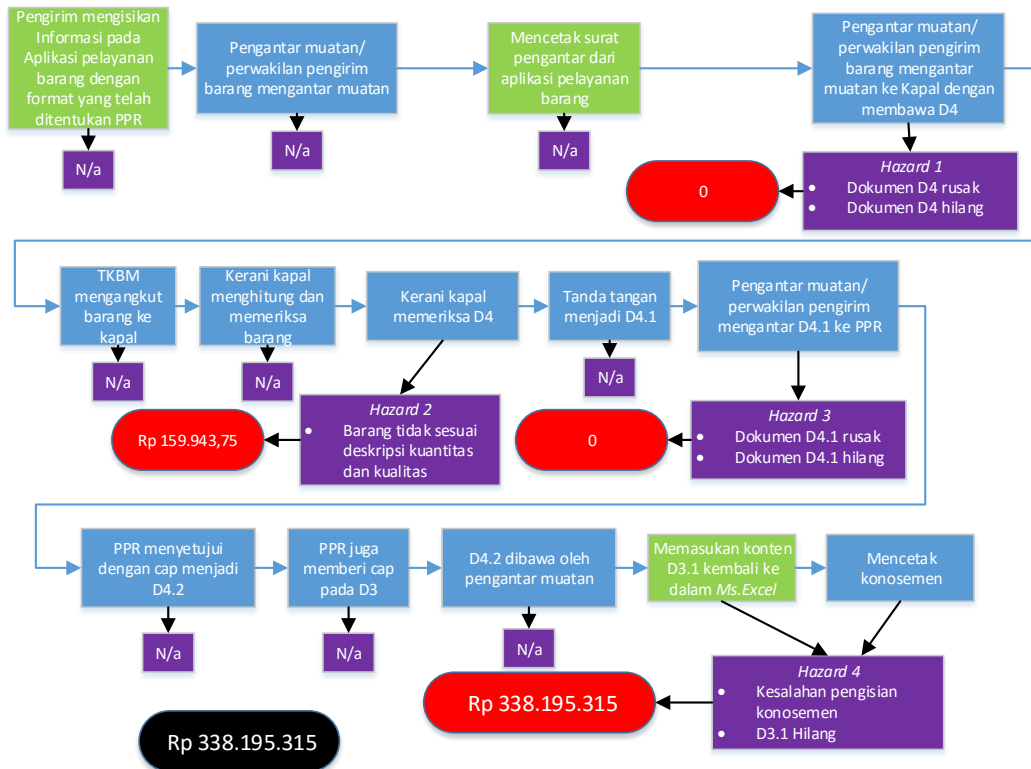 Pengirim mengisikan
Informasi pada
Aplikasi pelayanan
barang dengan
format yang telah
ditentukan PPR
Pengantar muatan/
perwakilan pengirim
barang mengantar muatan
Mencetak surat
pengantar dari
aplikasi pelayanan
barang
Pengantar muatan/
perwakilan pengirim
barang mengantar
muatan ke Kapal dengan
membawa D4
N/a
N/a
N/a
Hazard 1
• Dokumen D4 rusak
• Dokumen D4 hilang
0
TKBM
mengangkut
barang ke
kapal
Kerani kapal
menghitung dan
memeriksa
barang
Kerani kapal
memeriksa D4
Tanda tangan
menjadi D4.1
Pengantar muatan/
perwakilan pengirim
mengantar D4.1 ke PPR
N/a
N/a
N/a
Hazard 2
• Barang tidak sesuai
deskripsi kuantitas
dan kualitas
Rp 159.943,75
Hazard 3
• Dokumen D4.1 rusak
• Dokumen D4.1 hilang
0
PPR menyetujui
dengan cap menjadi
D4.2
PPR juga
memberi cap
pada D3
D4.2 dibawa oleh
pengantar muatan
Memasukan konten
D3.1 kembali ke
dalam Ms.Excel
Mencetak
konosemen
N/a
N/a
N/a
Hazard 4
• Kesalahan pengisian
konosemen
• D3.1 Hilang
Rp 338.195.315
Rp 338.195.315